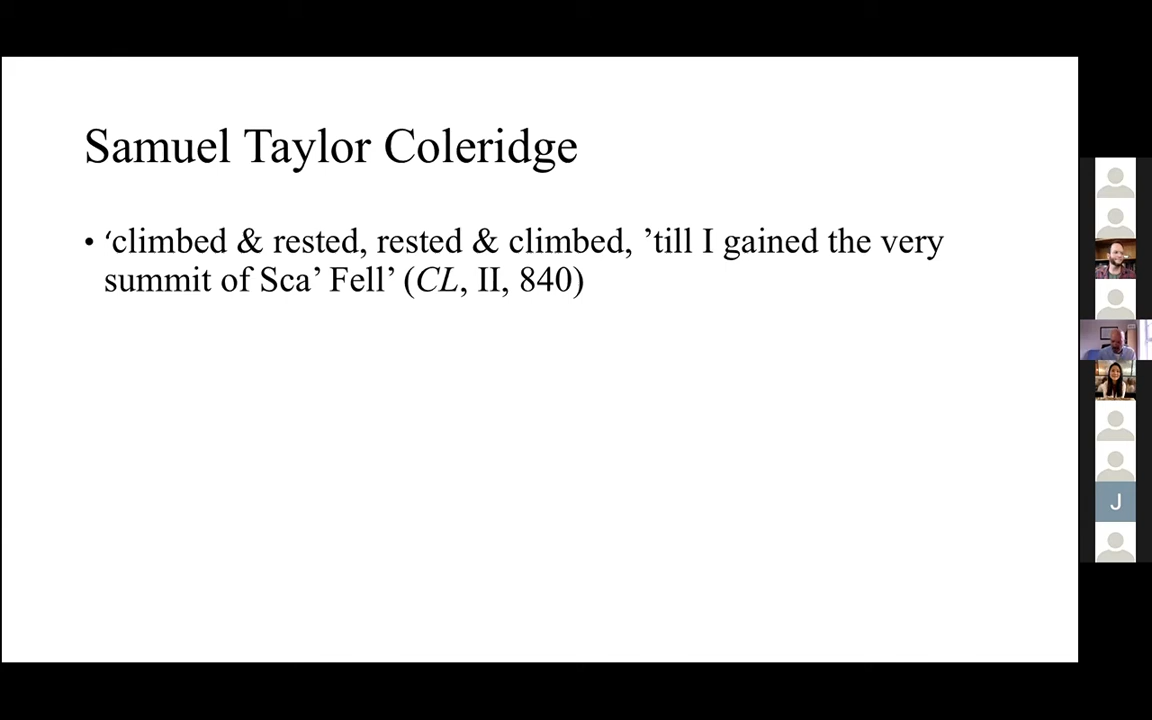 Samuel Taylor Coleridge
• ‘climbed & rested, rested & climbed, ’till I gained the very
summit of Sca’ Fell’ (CL, II, 840)
J